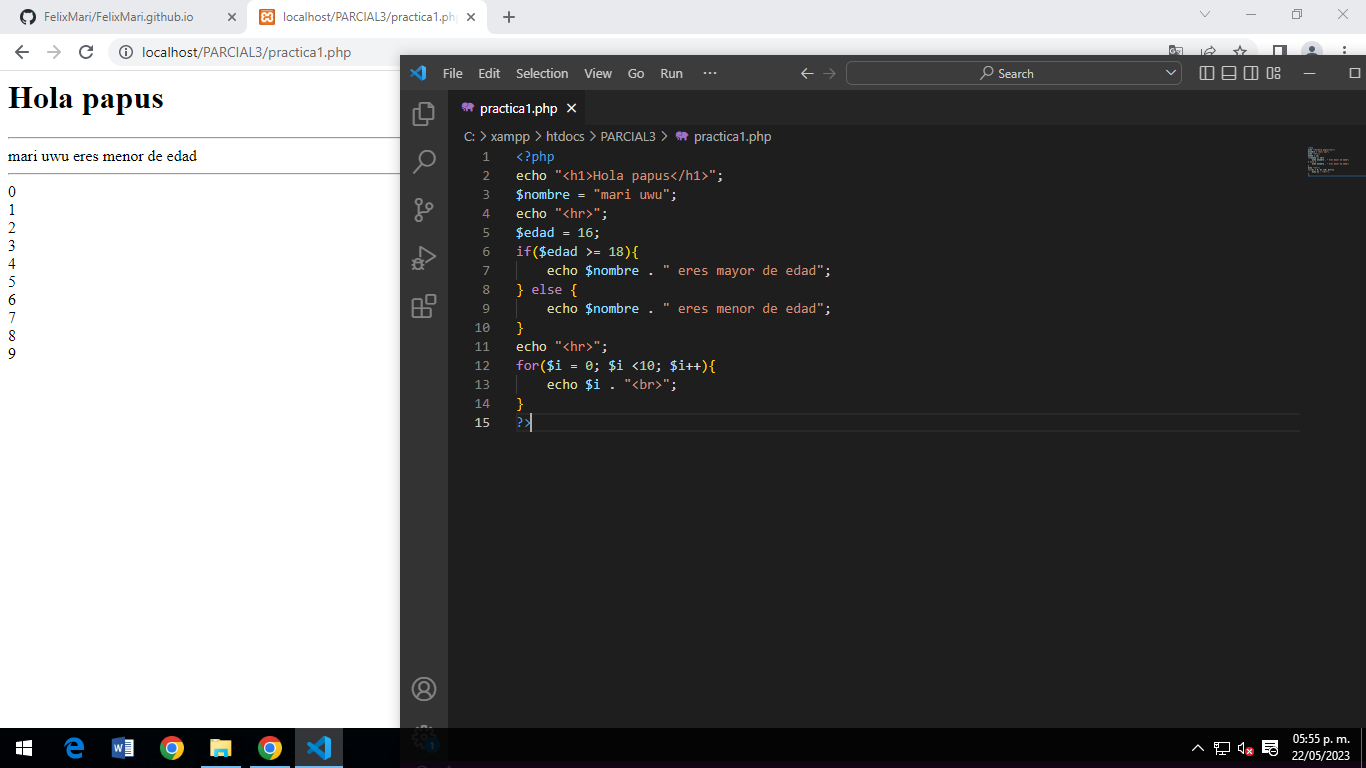 FelixMari/FelixMari.github.io
localhost/PARCIAL3/practica1.php
localhost/PARCIAL3/practica1.php
Hola papus
mari uwu eres menor de edad
0
1
2
3
4
5
6
7
8
9
File Edit Selection View Go Run ··· Search
practica1.php
C: > xampp > htdocs > PARCIAL3 > practica1.php
1 <?php
2 echo "<h1>Hola papus</h1>";
3 $nombre = "mari uwu";
4 echo "<hr>";
5 $edad = 16;
6 if($edad >= 18){
7 echo $nombre . " eres mayor de edad";
8 } else {
9 echo $nombre . " eres menor de edad";
10 }
11 echo "<hr>";
12 for($i = 0; $i <10; $i++){
13 echo $i . "<br>";
14 }
15 ?>
1
05:55 p. m.
22/05/2023